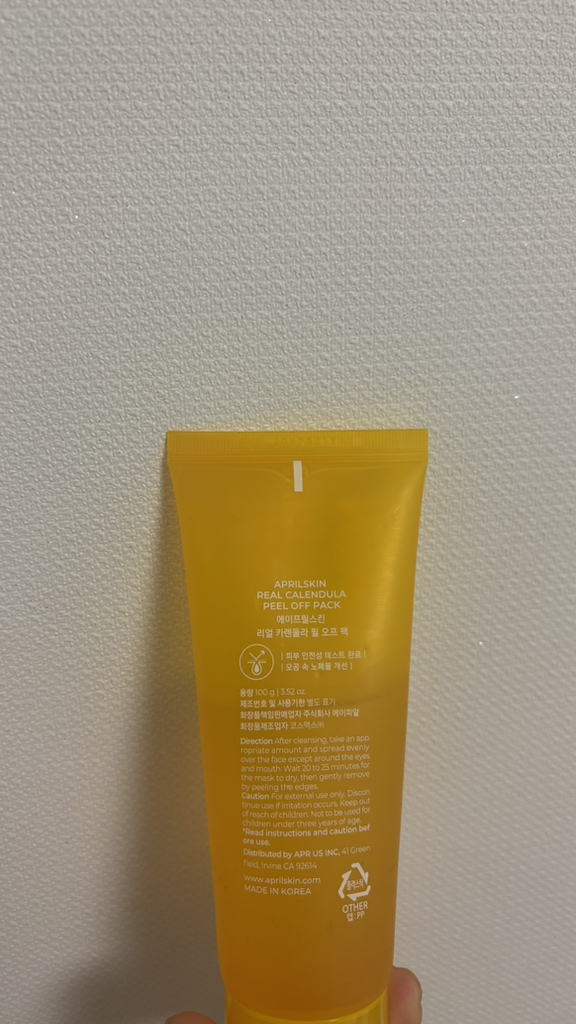 APRILSKIN
REAL CALENDULA
PEEL OFF PACK
에이프릴스킨
리얼 카렌듈라 필 오프 팩
| 피부 안전성 테스트 완료 |
| 모공 속 노폐물 개선 |
용량 100 g | 3.52 oz.
제조번호 및 사용기한 별도 표기
화장품책임판매업자 주식회사 에이피알
화장품제조업자 코스맥스㈜
Direction After cleansing, take an app
ropriate amount and spread evenly
over the face except around the eyes
and mouth. Wait 20 to 25 minutes for
the mask to dry, then gently remove
by peeling the edges.
Caution For external use only. Discon
tinue use if irritation occurs. Keep out
of reach of children. Not to be used for
children under three years of age.
*Read instructions and caution bef
ore use.
Distributed by APR US INC, 41 Green
field, Irvine CA 92614
www.aprilskin.com
MADE IN KOREA
플라스틱
OTHER
캡:PP